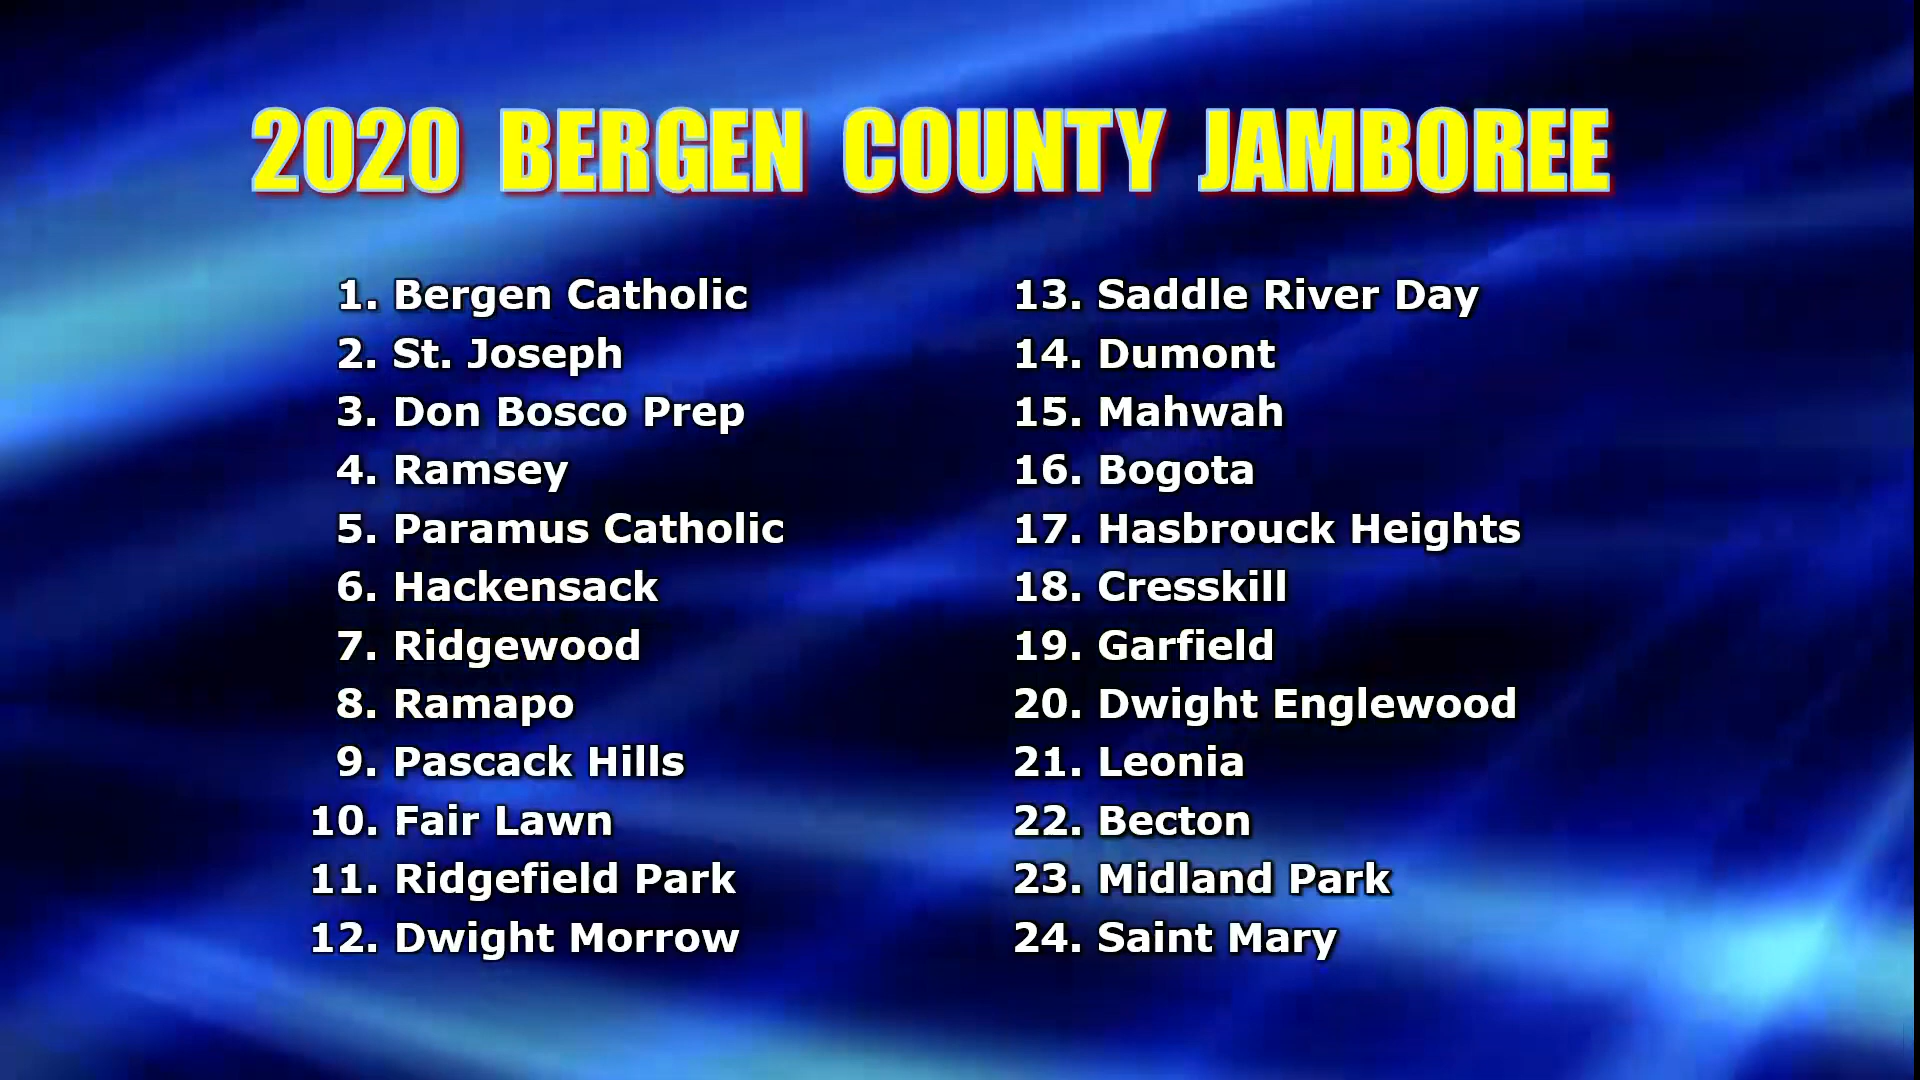 2020 BERGEN COUNTY JAMBOREE
1. Bergen Catholic
2. St. Joseph
3. Don Bosco Prep
4. Ramsey
5. Paramus Catholic
6. Hackensack
7. Ridgewood
8. Ramapo
9. Pascack Hills
10. Fair Lawn
11. Ridgefield Park
12. Dwight Morrow
13. Saddle River Day
14. Dumont
15. Mahwah
16. Bogota
17. Hasbrouck Heights
18. Cresskill
19. Garfield
20. Dwight Englewood
21. Leonia
22. Becton
23. Midland Park
24. Saint Mary